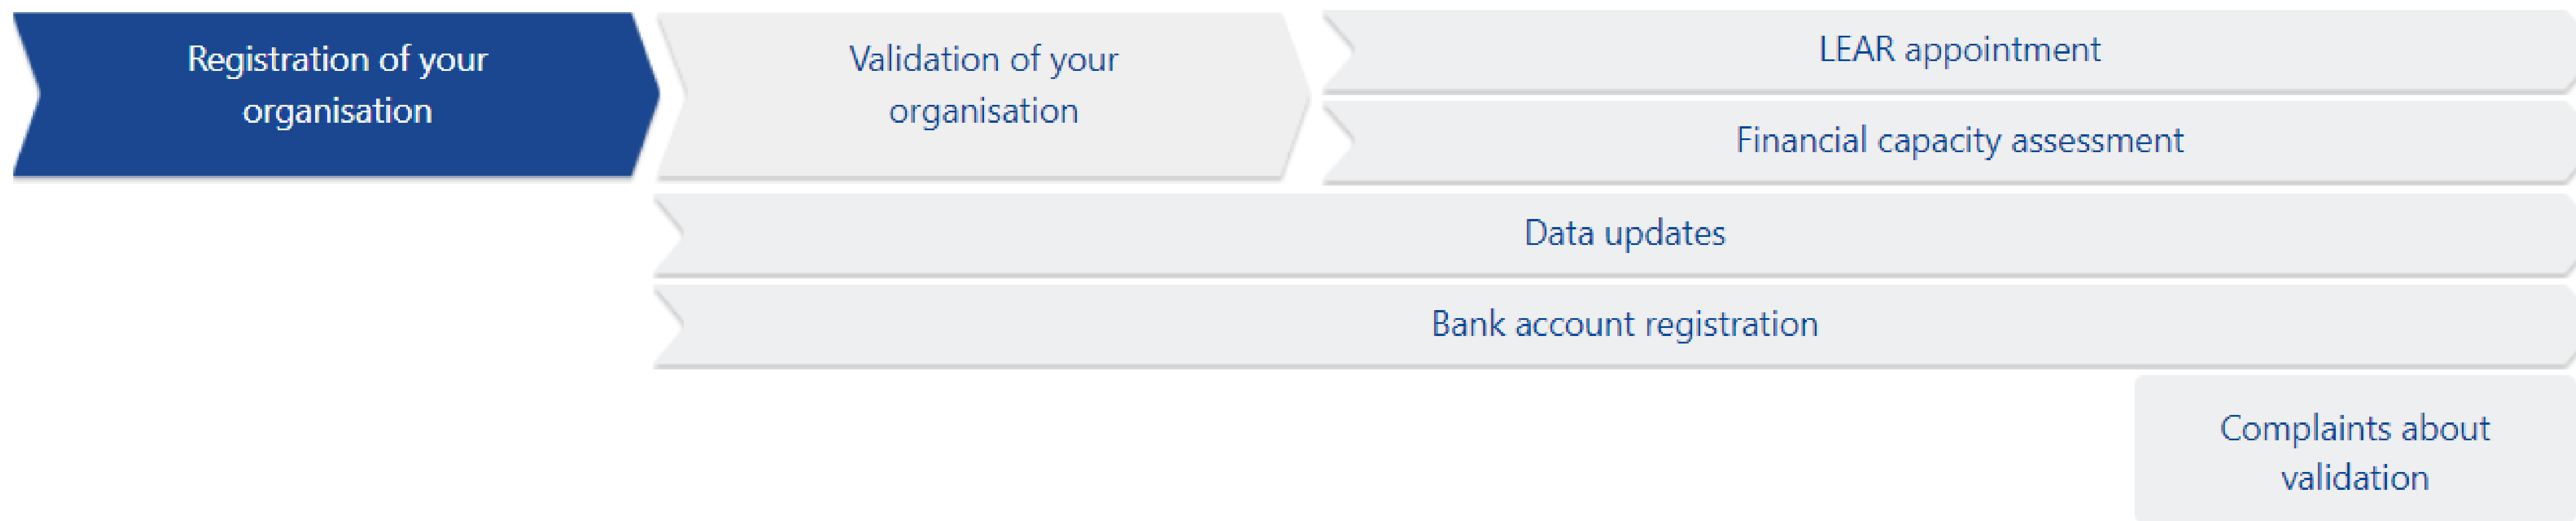 Registration of your
organisation
Validation of your
organisation
LEAR appointment
Financial capacity assessment
Data updates
Bank account registration
Complaints about
validation